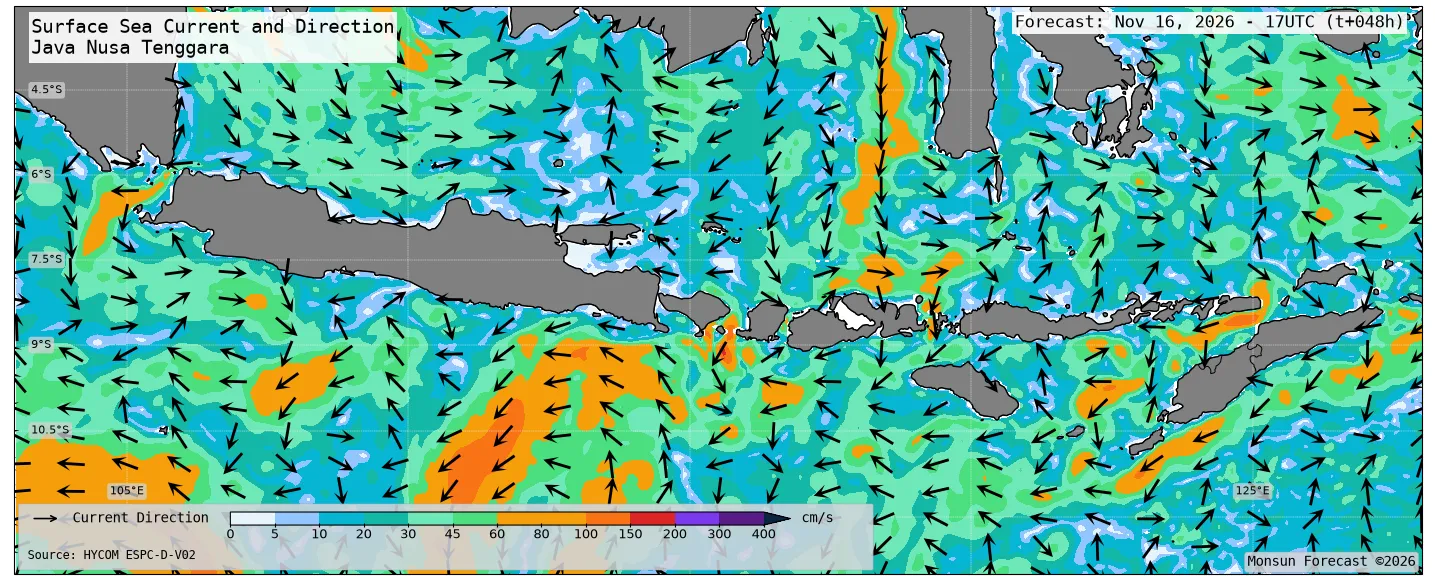 Surface Sea Current and Direction
Java Nusa Tenggara
Forecast: Nov 16, 2026 - 17UTC (t+048h)
4.5°S
6°S
7.5°S
9°S
10.5°S
105°E
125°E
Current Direction
0 5 10 20 30 45 60 80 100 150 200 300 400 cm/s
Source: HYCOM ESPC-D-V02
Monsun Forecast ©2026